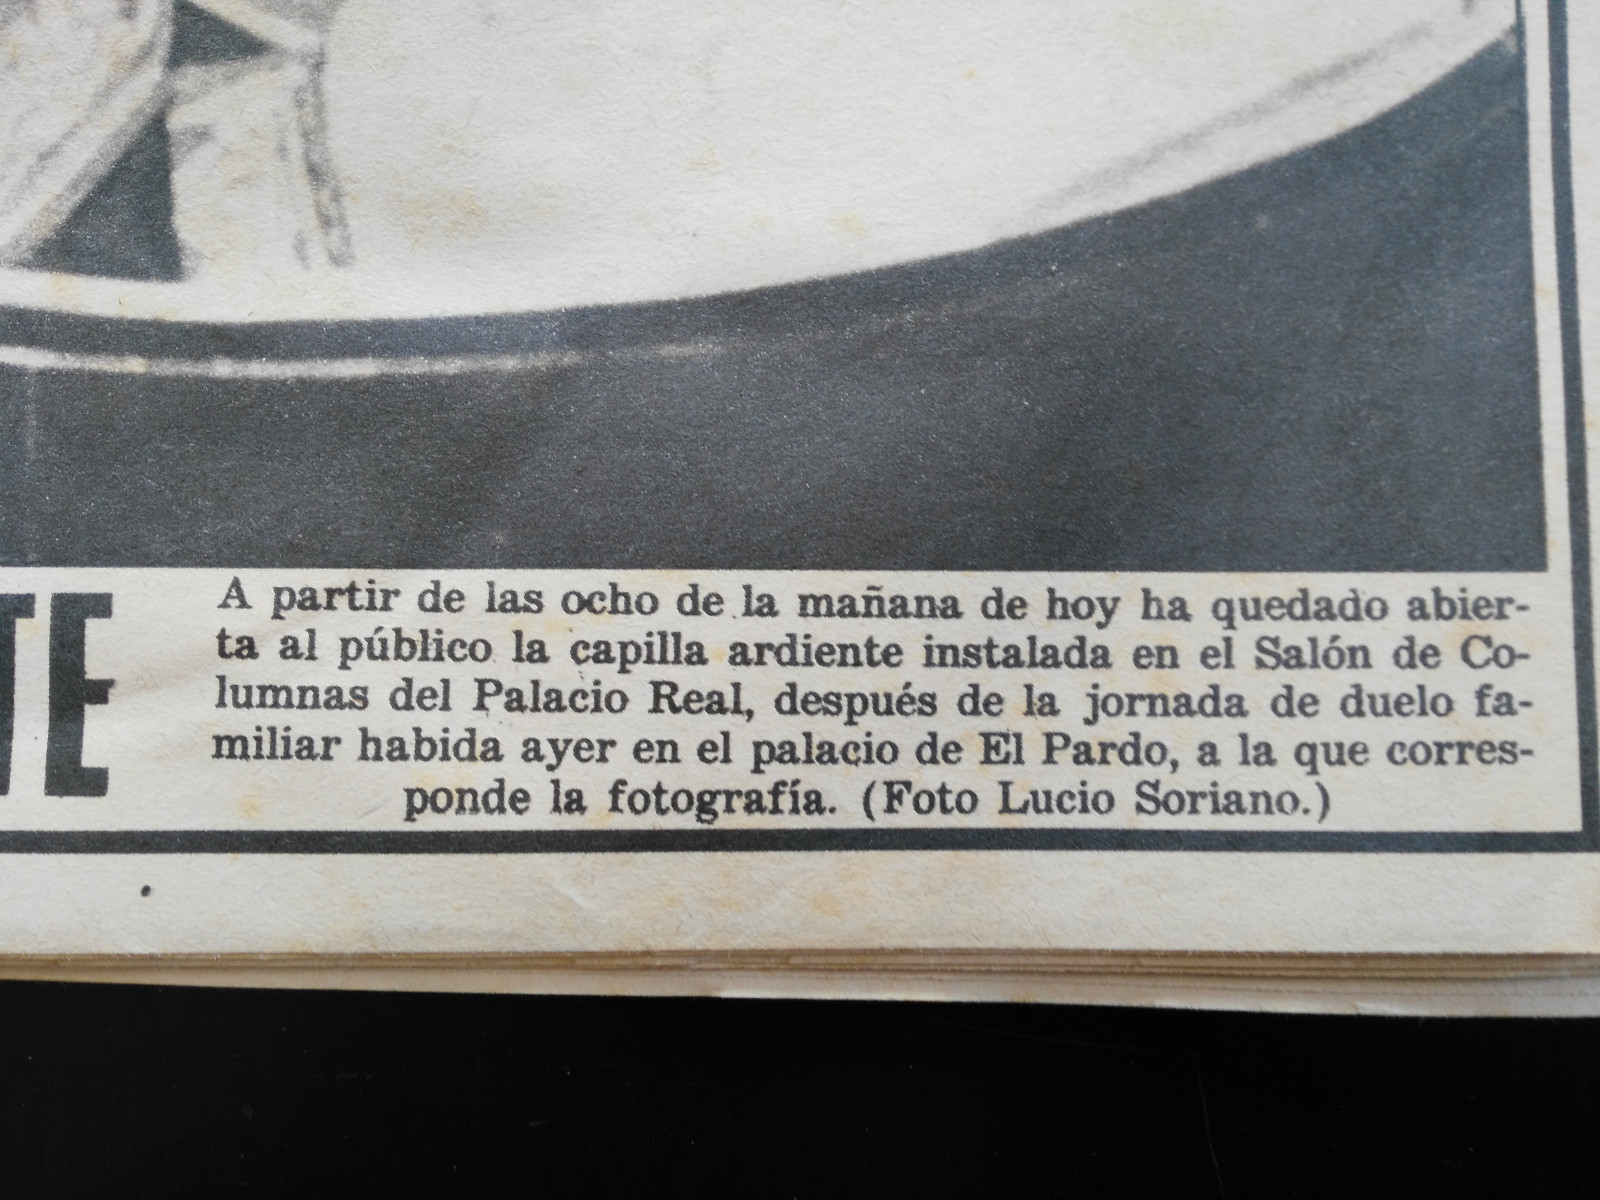 TE
A partir de las ocho de la mañana de hoy ha quedado abier-
ta al público la capilla ardiente instalada en el Salón de Co-
lumnas del Palacio Real, después de la jornada de duelo fa-
miliar habida ayer en el palacio de El Pardo, a la que corres-
ponde la fotografía. (Foto Lucio Soriano.)